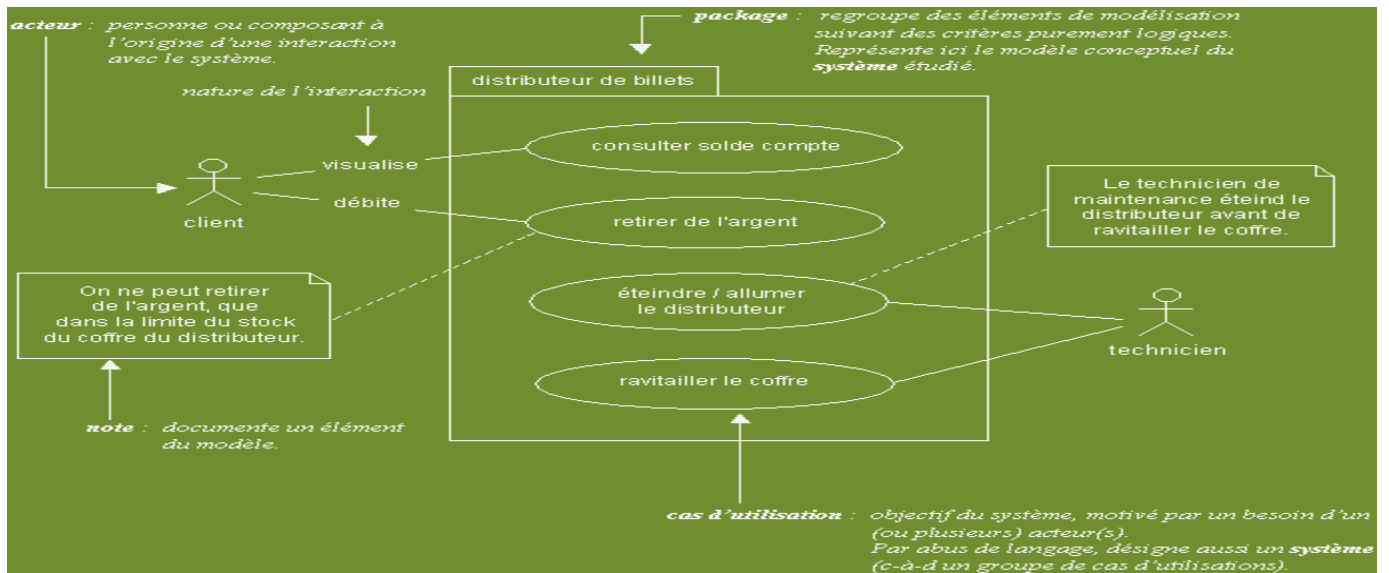 acteur : personne ou composant à
l'origine d'une interaction
avec le système.
package : regroupe des éléments de modélisation
suivant des critères purement logiques.
Représente ici le modèle conceptuel du
système étudié.
nature de l'interaction
distributeur de billets
visualise
consulter solde compte
client
débite
retirer de l'argent
Le technicien de
maintenance éteind le
distributeur avant de
ravitailler le coffre.
On ne peut retirer
de l'argent, que
dans la limite du stock
du coffre du distributeur.
éteindre / allumer
le distributeur
technicien
ravitailler le coffre
note : documente un élément
du modèle.
cas d'utilisation : objectif du système, motivé par un besoin d'un
(ou plusieurs) acteur(s).
Par abus de langage, désigne aussi un système
(c-à-d un groupe de cas d'utilisations).